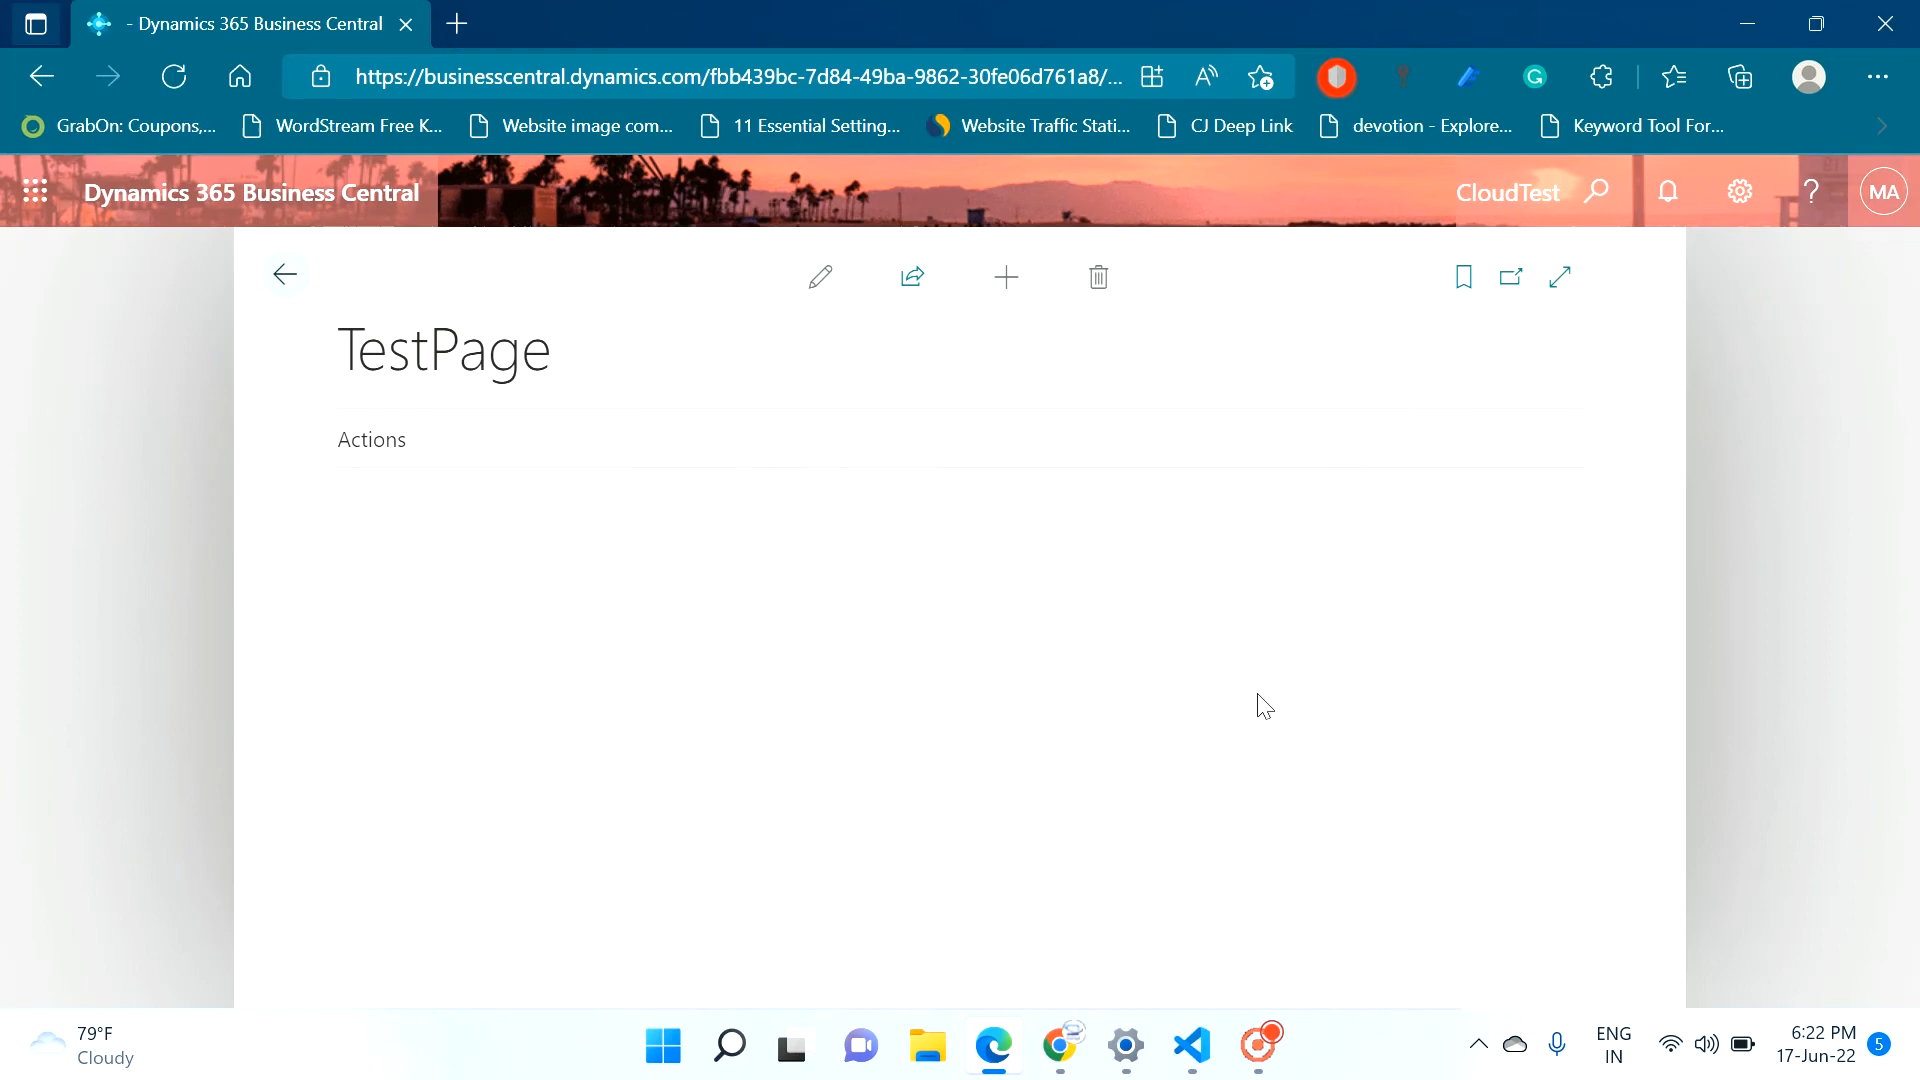 - Dynamics 365 Business Central
https://businesscentral.dynamics.com/fbb439bc-7d84-49ba-9862-30fe06d761a8/...
GrabOn: Coupons,...
WordStream Free K...
Website image com...
11 Essential Setting...
Website Traffic Stati...
CJ Deep Link
devotion - Explore...
Keyword Tool For...
Dynamics 365 Business Central
CloudTest
MA
TestPage
Actions
79°F
Cloudy
ENG
IN
6:22 PM
17-Jun-22
5